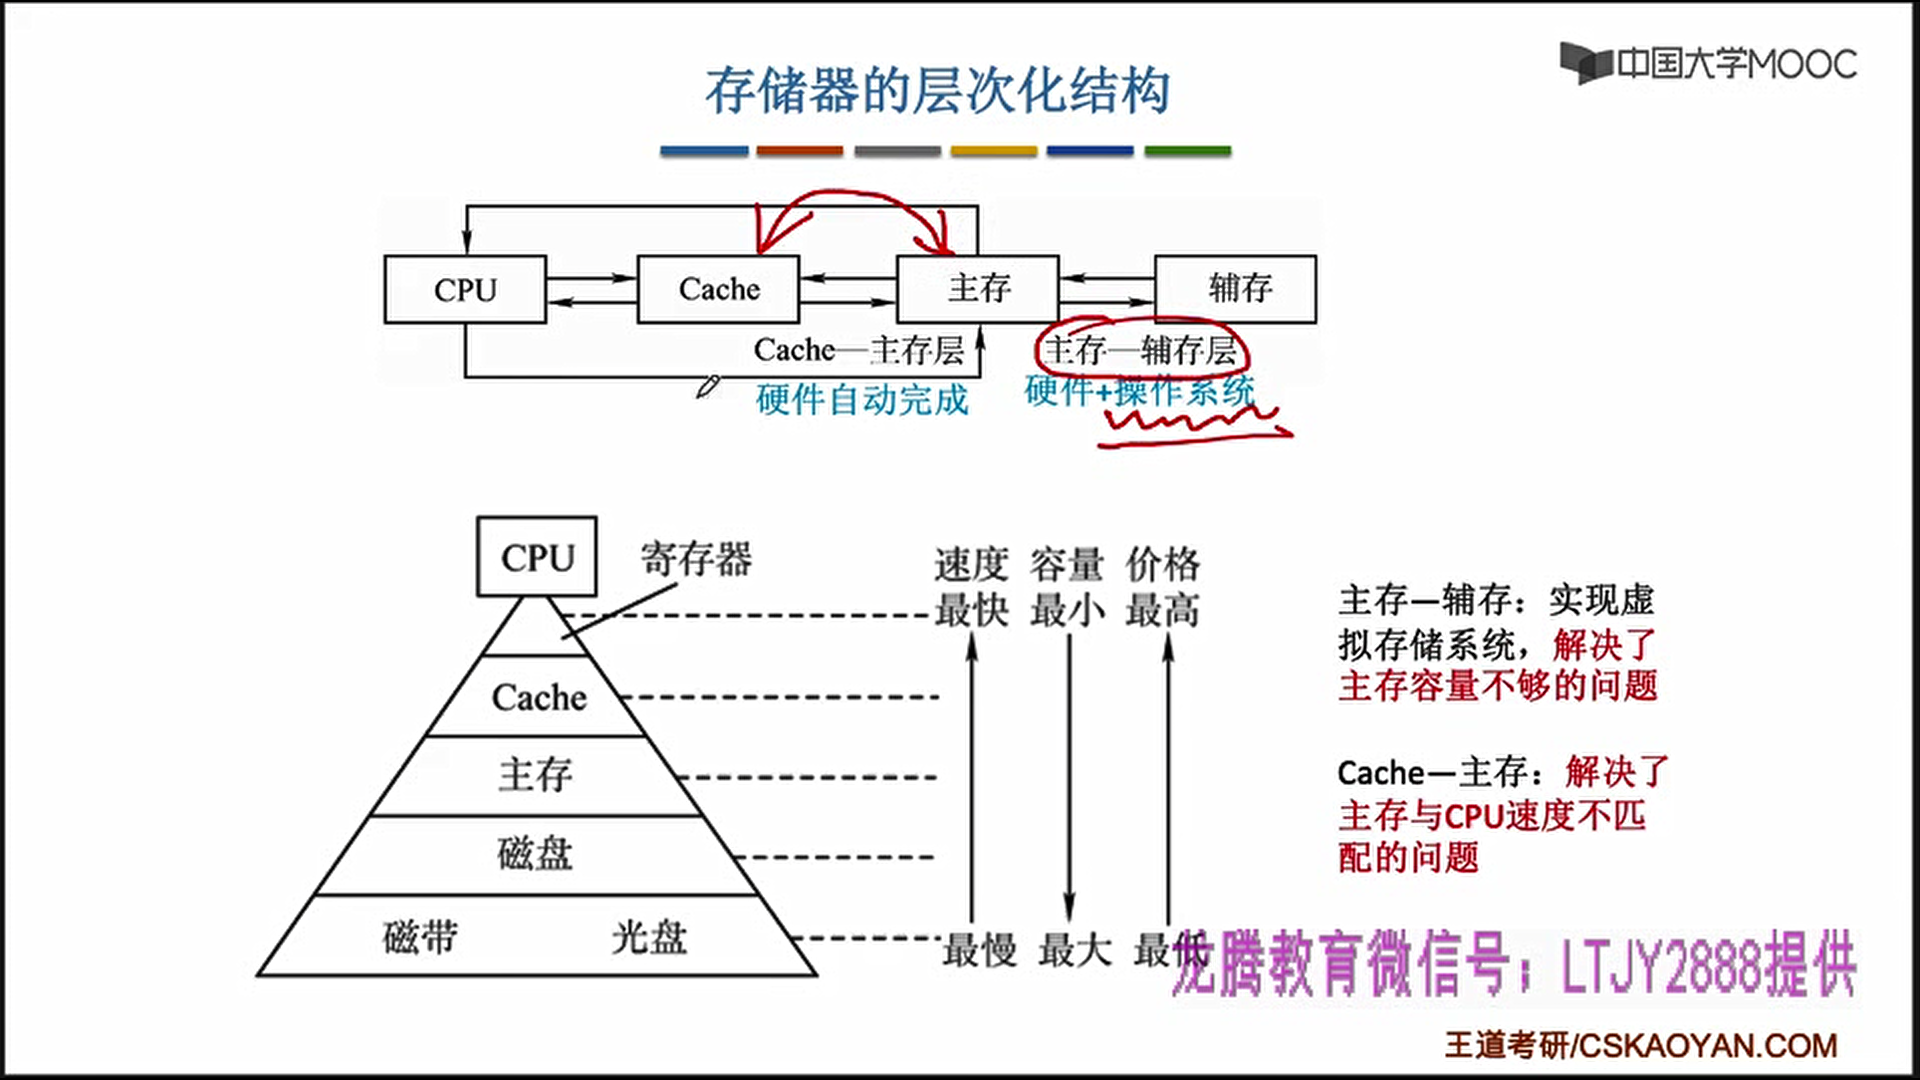 存储器的层次化结构
中国大学MOOC
CPU
Cache
主存
辅存
Cache—主存层
主存—辅存层
硬件自动完成
硬件+操作系统
CPU
寄存器
Cache
主存
磁盘
磁带
光盘
速度 容量 价格
最快 最小 最高
最慢 最大 最低
主存—辅存：实现虚
拟存储系统，解决了
主存容量不够的问题
Cache—主存：解决了
主存与CPU速度不匹
配的问题
龙腾教育微信号：LTJY2888提供
王道考研/CSKAOYAN.COM